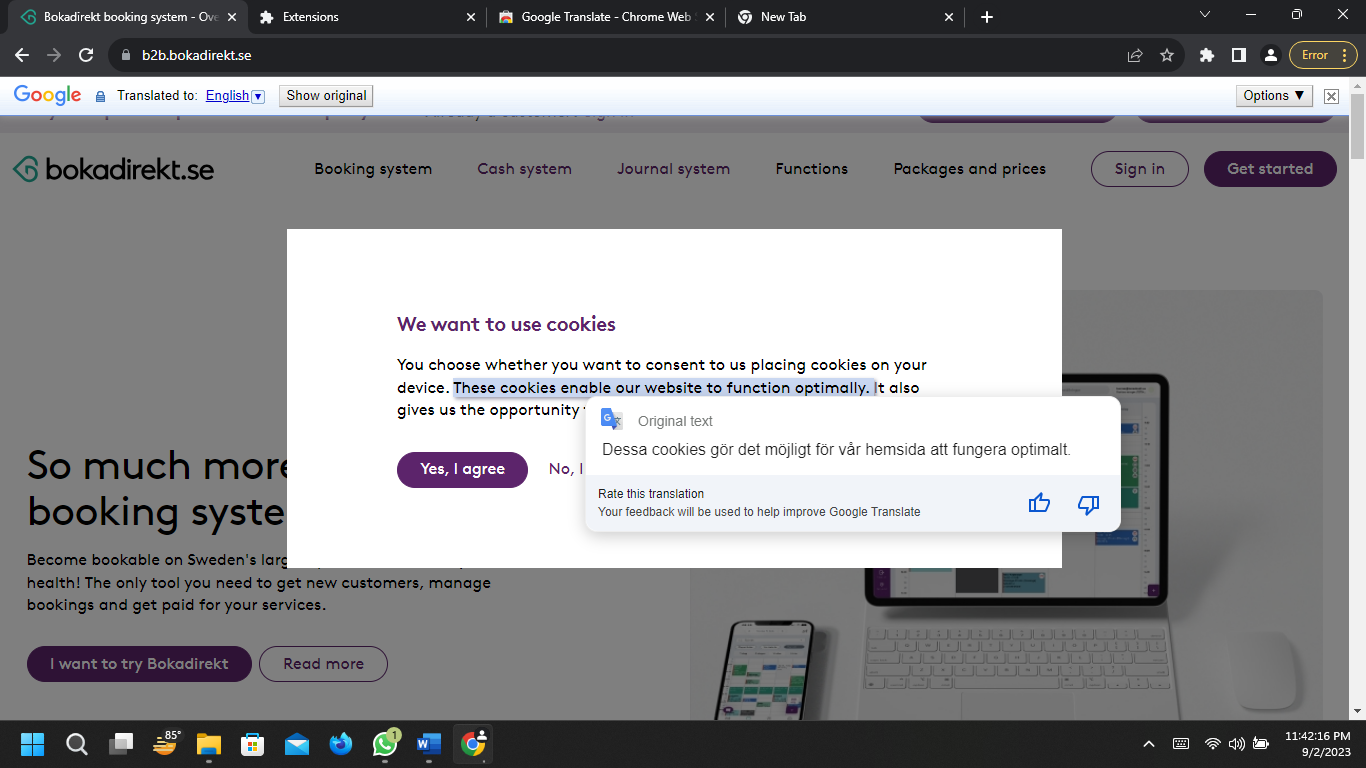 Bokadirekt booking system - Ove
Extensions
Google Translate - Chrome Web
New Tab
b2b.bokadirekt.se
Error
Google
Translated to: English
Show original
Options ▼
bokadirekt.se
Booking system
Cash system
Journal system
Functions
Packages and prices
Sign in
Get started
We want to use cookies
You choose whether you want to consent to us placing cookies on your
device. These cookies enable our website to function optimally. It also
gives us the opportunity
Original text
Dessa cookies gör det möjligt för vår hemsida att fungera optimalt.
Rate this translation
Your feedback will be used to help improve Google Translate
Yes, I agree
No, I
So much more
booking syste
Become bookable on Sweden's larg
health! The only tool you need to get new customers, manage
bookings and get paid for your services.
I want to try Bokadirekt
Read more
85°
1
11:42:16 PM
9/2/2023